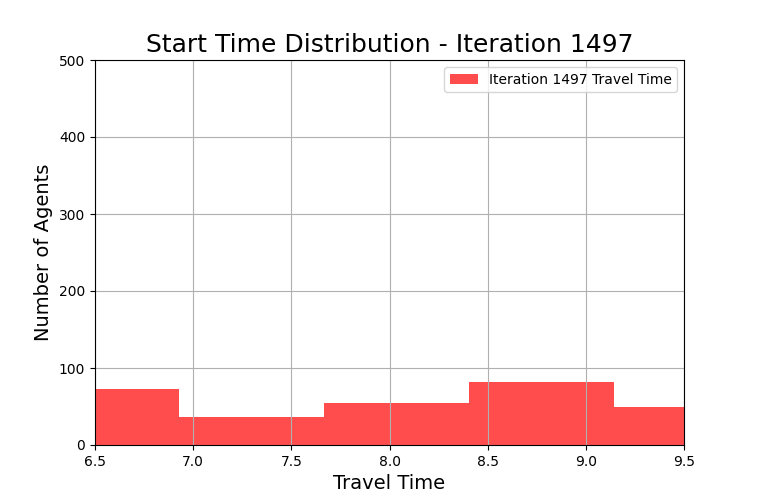 Start Time Distribution - Iteration 1497
Iteration 1497 Travel Time
Number of Agents
500
400
300
200
100
0
6.5 7.0 7.5 8.0 8.5 9.0 9.5
Travel Time